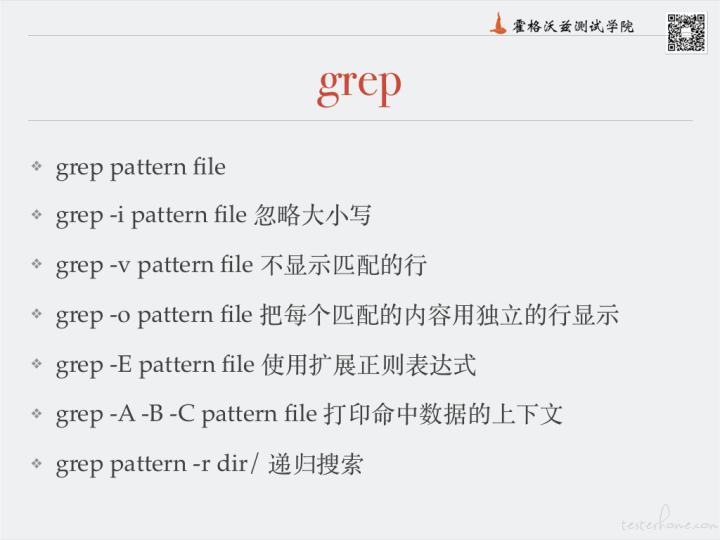 霍格沃兹测试学院
grep
grep pattern file
grep -i pattern file 忽略大小写
grep -v pattern file 不显示匹配的行
grep -o pattern file 把每个匹配的内容用独立的行显示
grep -E pattern file 使用扩展正则表达式
grep -A -B -C pattern file 打印命中数据的上下文
grep pattern -r dir/ 递归搜索
testerhome.com